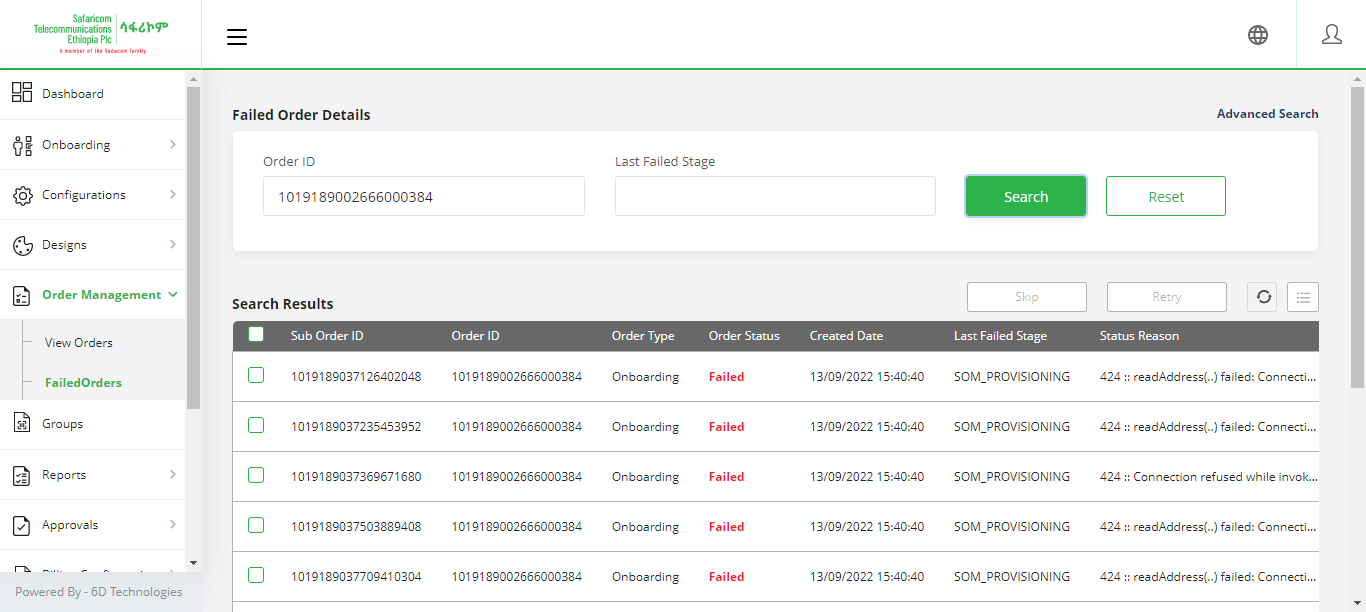 Safaricom
Telecommunications
Ethiopia Plc
ሳፋሪኮም
A member of the Vodacom family
Dashboard
Onboarding
Configurations
Designs
Order Management
View Orders
FailedOrders
Groups
Reports
Approvals
Powered By - 6D Technologies
Failed Order Details
Advanced Search
Order ID
Last Failed Stage
1019189002666000384
Search
Reset
Search Results
Skip
Retry
Sub Order ID Order ID Order Type Order Status Created Date Last Failed Stage Status Reason
1019189037126402048 1019189002666000384 Onboarding Failed 13/09/2022 15:40:40 SOM_PROVISIONING 424 :: readAddress(..) failed: Connecti...
1019189037235453952 1019189002666000384 Onboarding Failed 13/09/2022 15:40:40 SOM_PROVISIONING 424 :: readAddress(..) failed: Connecti...
1019189037369671680 1019189002666000384 Onboarding Failed 13/09/2022 15:40:40 SOM_PROVISIONING 424 :: Connection refused while invok...
1019189037503889408 1019189002666000384 Onboarding Failed 13/09/2022 15:40:40 SOM_PROVISIONING 424 :: readAddress(..) failed: Connecti...
1019189037709410304 1019189002666000384 Onboarding Failed 13/09/2022 15:40:40 SOM_PROVISIONING 424 :: readAddress(..) failed: Connecti...